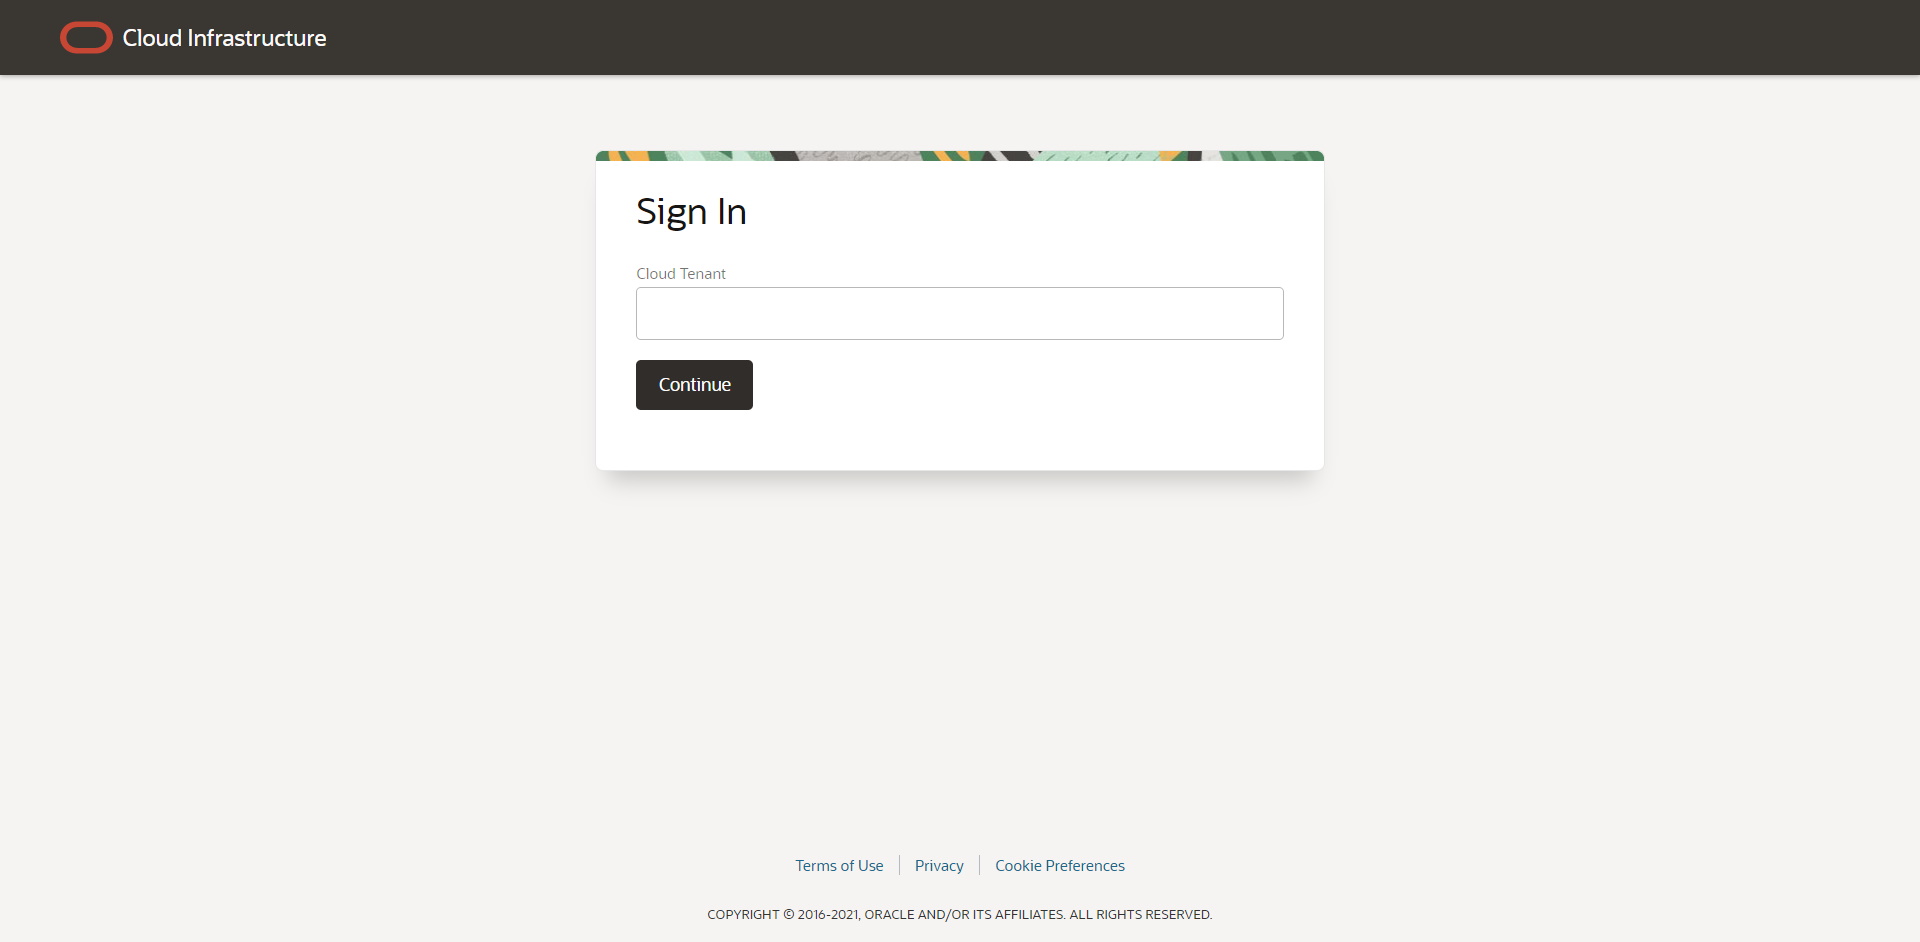 Cloud Infrastructure
Sign In
Cloud Tenant
Continue
Terms of Use
Privacy
Cookie Preferences
COPYRIGHT © 2016-2021, ORACLE AND/OR ITS AFFILIATES. ALL RIGHTS RESERVED.